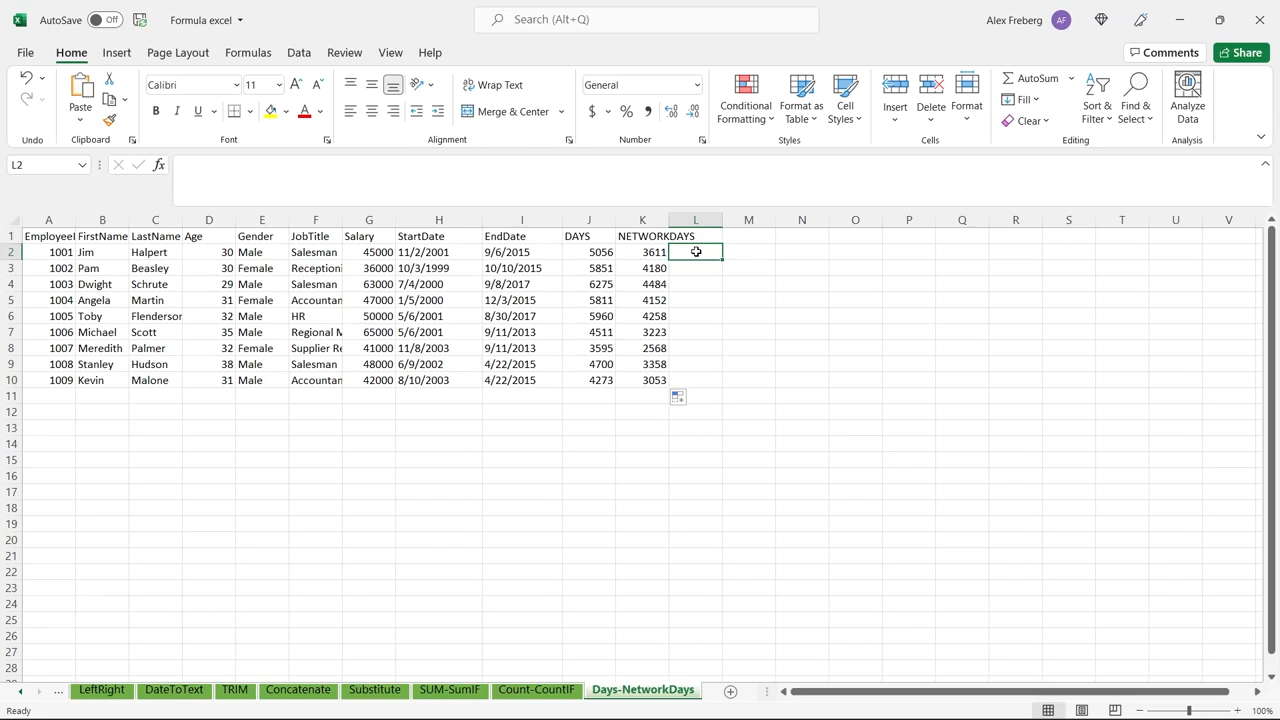 AutoSave Off Formula excel Search (Alt+Q) Alex Freberg AF
File Home Insert Page Layout Formulas Data Review View Help Comments Share
Calibri 11 Wrap Text General AutoSum
Paste Conditional Formatting Format as Table Cell Styles Insert Delete Format Fill Sort & Filter Find & Select Analyze Data
B I U A Merge & Center $ % Clear
Undo Clipboard Font Alignment Number Styles Cells Editing Analysis
L2 fx
A B C D E F G H I J K L M N O P Q R S T U V
1 Employee FirstName LastName Age Gender JobTitle Salary StartDate EndDate DAYS NETWORKDAYS
2 1001 Jim Halpert 30 Male Salesman 45000 11/2/2001 9/6/2015 5056 3611
3 1002 Pam Beasley 30 Female Receptioni 36000 10/3/1999 10/10/2015 5851 4180
4 1003 Dwight Schrute 29 Male Salesman 63000 7/4/2000 9/8/2017 6275 4484
5 1004 Angela Martin 31 Female Accountan 47000 1/5/2000 12/3/2015 5811 4152
6 1005 Toby Flenderson 32 Male HR 50000 5/6/2001 8/30/2017 5960 4258
7 1006 Michael Scott 35 Male Regional M 65000 5/6/2001 9/11/2013 4511 3223
8 1007 Meredith Palmer 32 Female Supplier Re 41000 11/8/2003 9/11/2013 3595 2568
9 1008 Stanley Hudson 38 Male Salesman 48000 6/9/2002 4/22/2015 4700 3358
10 1009 Kevin Malone 31 Male Accountan 42000 8/10/2003 4/22/2015 4273 3053
11
12
13
14
15
16
17
18
19
20
21
22
23
24
25
26
27
28
... LeftRight DateToText TRIM Concatenate Substitute SUM-SumIF Count-CountIF Days-NetworkDays
Ready 100%